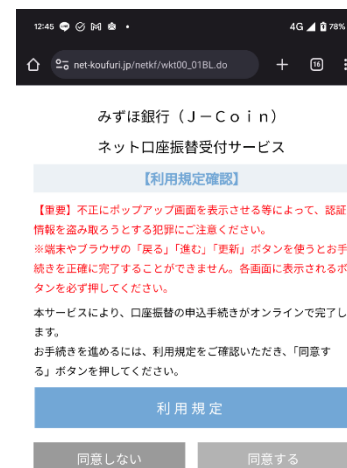 12:45
4G 78%
net-koufuri.jp/netkf/wkt00_01BL.do
16
みずほ銀行（Ｊ－Ｃｏｉｎ）
ネット口座振替受付サービス
【利用規定確認】
【重要】不正にポップアップ画面を表示させる等によって、認証
情報を盗み取ろうとする犯罪にご注意ください。
※端末やブラウザの「戻る」「進む」「更新」ボタンを使うとお手
続きを正確に完了することができません。各画面に表示されるボ
タンを必ず押してください。
本サービスにより、口座振替の申込手続きがオンラインで完了し
ます。
お手続きを進めるには、利用規定をご確認いただき、「同意す
る」ボタンを押してください。
利用規定
同意しない
同意する